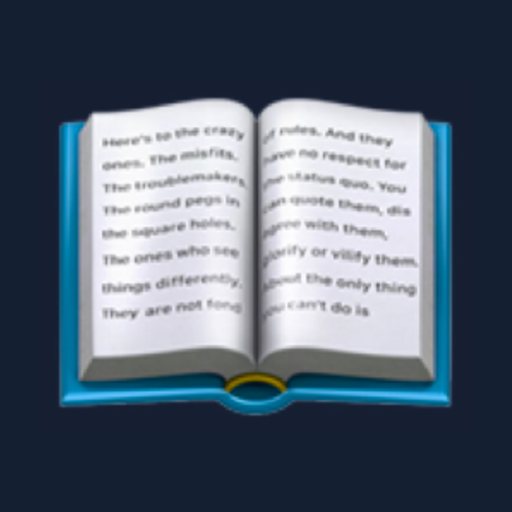 Here's to the crazy
ones. The misfits.
The troublemakers.
The round pegs in
the square holes.
The ones who see
things differently.
They are not fond
of rules. And they
have no respect for
the status quo. You
can quote them, dis
agree with them,
glorify or vilify them.
About the only thing
you can't do is